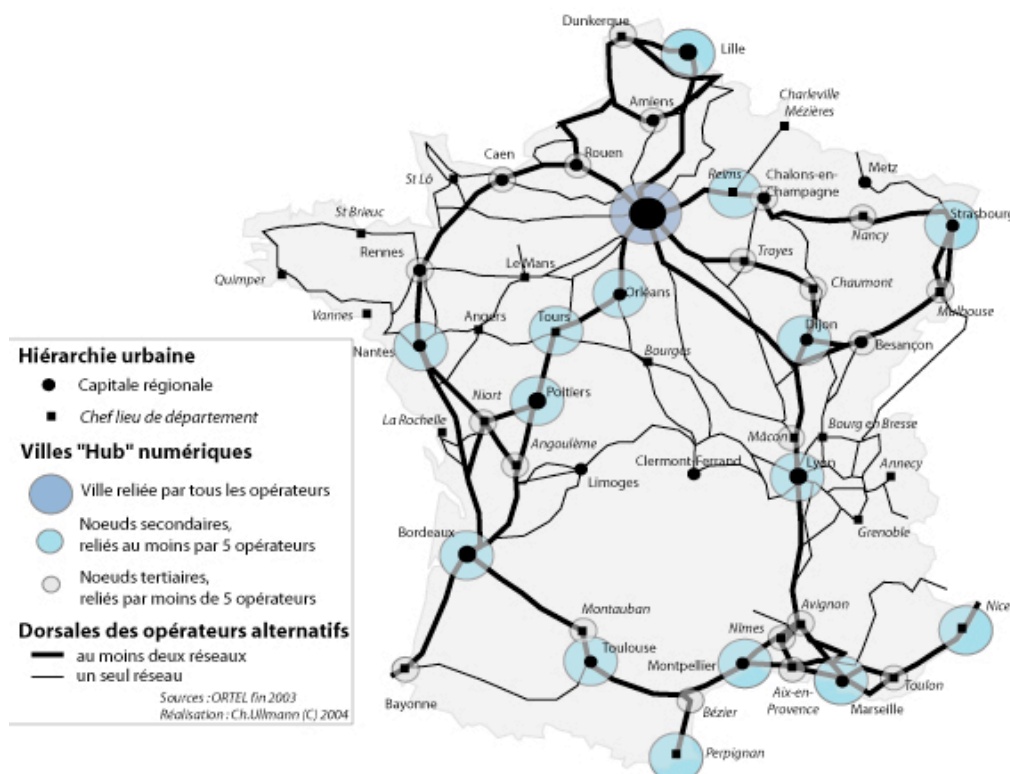 Dunkerque
Lille
Charleville
Mézières
Amiens
Caen
Rouen
Reims
Chalons-en-
Champagne
Metz
St Lô
Strasbourg
St Brieuc
Nancy
Rennes
Troyes
Le Mans
Quimper
Chaumont
Orléans
Vannes
Angers
Tours
Mulhouse
Nantes
Dijon
Besançon
Bourges
Niort
Poitiers
La Rochelle
Angoulême
Mâcon
Bourg en Bresse
Clermont-Ferrand
Lyon
Annecy
Limoges
Bordeaux
Grenoble
Montauban
Avignon
Nîmes
Nice
Toulouse
Montpellier
Aix-en-
Provence
Toulon
Bayonne
Marseille
Bézier
Perpignan
Hiérarchie urbaine
Capitale régionale
Chef lieu de département
Villes "Hub" numériques
Ville reliée par tous les opérateurs
Noeuds secondaires,
reliés au moins par 5 opérateurs
Noeuds tertiaires,
reliés par moins de 5 opérateurs
Dorsales des opérateurs alternatifs
au moins deux réseaux
un seul réseau
Sources : ORTEL fin 2003
Réalisation : Ch.Ullmann (C) 2004